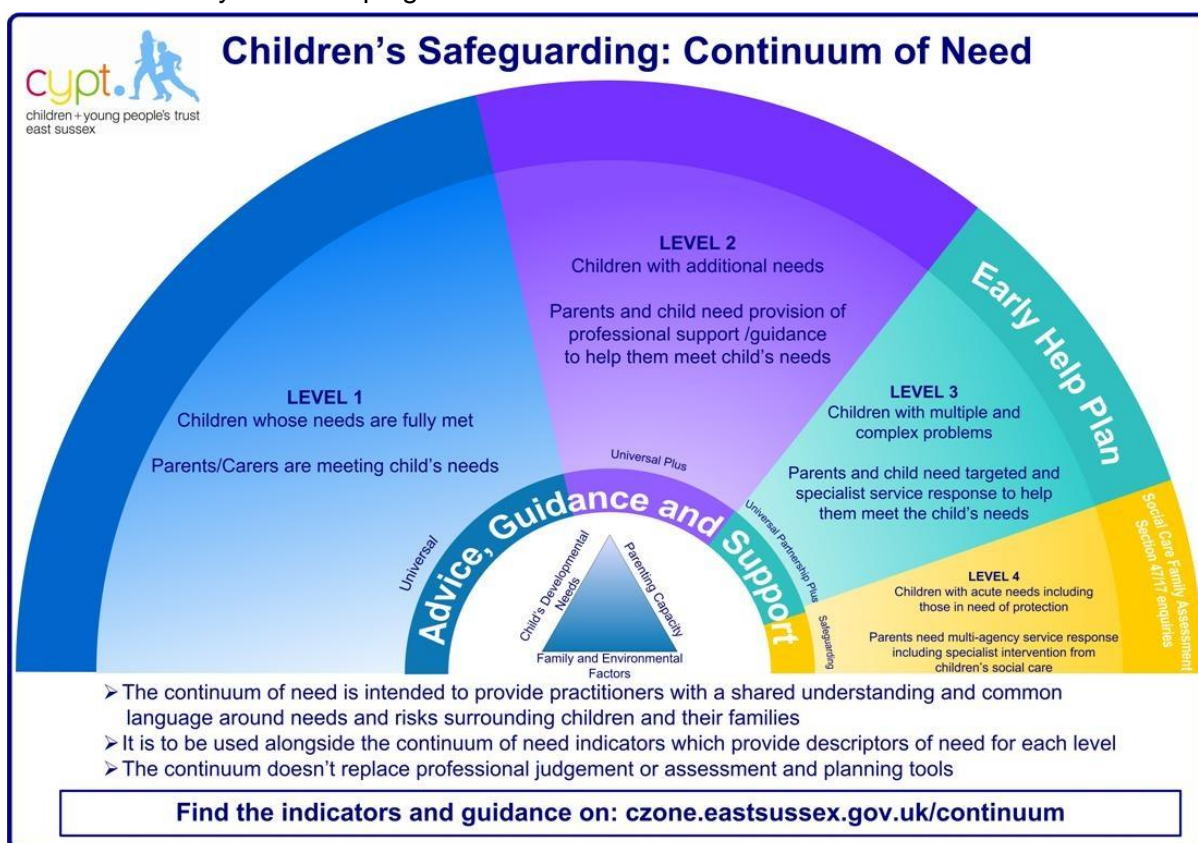 Children's Safeguarding: Continuum of Need
cypt.
children+young people's trust
east sussex
LEVEL 1
Children whose needs are fully met
Parents/Carers are meeting child's needs
LEVEL 2
Children with additional needs
Parents and child need provision of
professional support /guidance
to help them meet child's needs
Early Help Plan
LEVEL 3
Children with multiple and
complex problems
Parents and child need targeted and
specialist service response to help
them meet the child's needs
Social Care Family Assessment
Section 47/17 enquiries
LEVEL 4
Children with acute needs including
those in need of protection
Parents need multi-agency service response
including specialist intervention from
children's social care
Universal
Universal Plus
Universal Partnership Plus
Safeguarding
Advice, Guidance and Support
Child's Developmental
Needs
Parenting Capacity
Family and Environmental
Factors
➢ The continuum of need is intended to provide practitioners with a shared understanding and common
language around needs and risks surrounding children and their families
➢ It is to be used alongside the continuum of need indicators which provide descriptors of need for each level
➢ The continuum doesn't replace professional judgement or assessment and planning tools
Find the indicators and guidance on: czone.eastsussex.gov.uk/continuum